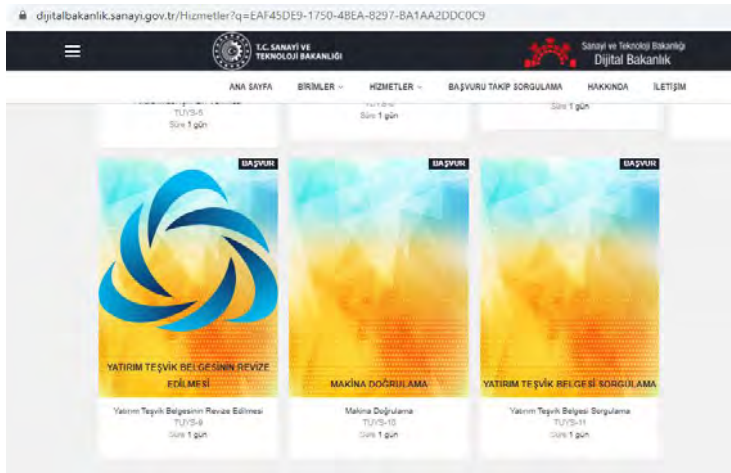 dijitalbakanlik.sanayi.gov.tr/Hizmetler?q=EAF45DE9-1750-4BEA-B297-BA1AA2DDC0C9
T.C. SANAYİ VE
TEKNOLOJİ BAKANLIĞI
Sanayi ve Teknoloji Bakanlığı
Dijital Bakanlık
ANA SAYFA BİRİMLER HİZMETLER BAŞVURU TAKİP SORGULAMA HAKKINDA İLETİŞİM
Süre 1 gün
Süre 1 gün
Süre 1 gün
BAŞVUR
BAŞVUR
BAŞVUR
YATIRIM TEŞVİK BELGESİNİN REVİZE
EDİLMESİ
MAKİNA DOĞRULAMA
YATIRIM TEŞVİK BELGESİ SORGULAMA
Yatırım Teşvik Belgesinin Revize Edilmesi
TUYS-9
Süre 1 gün
Makina Doğrulama
TUYS-10
Süre 1 gün
Yatırım Teşvik Belgesi Sorgulama
TUYS-11
Süre 1 gün